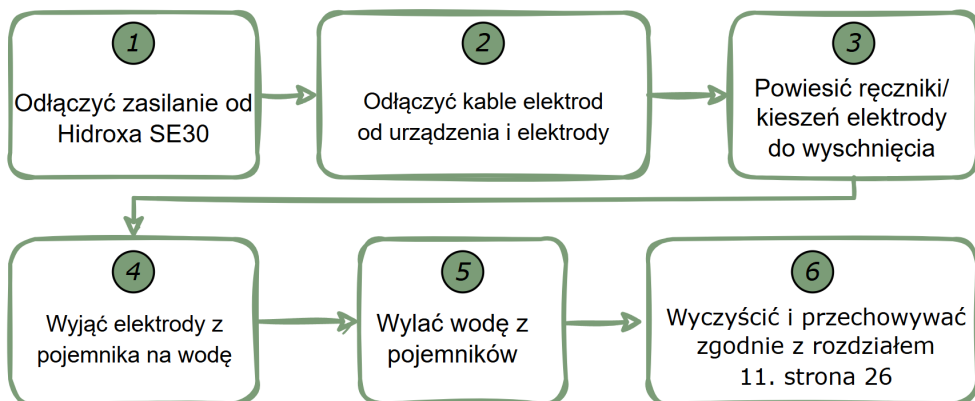 1
Odłączyć zasilanie od
Hidroxa SE30
2
Odłączyć kable elektrod
od urządzenia i elektrody
3
Powiesić ręczniki/
kieszeń elektrody
do wyschnięcia
4
Wyjąć elektrody z
pojemnika na wodę
5
Wylać wodę z
pojemników
6
Wyczyścić i przechowywać
zgodnie z rozdziałem
11. strona 26